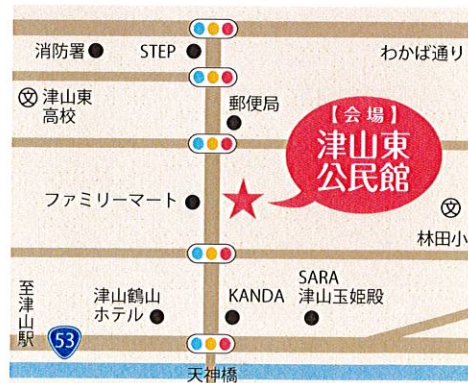 消防署
STEP
わかば通り
文
津山東
高校
郵便局
【会場】
津山東
公民館
ファミリーマート
文
林田小
至津山駅
53
津山鶴山
ホテル
KANDA
SARA
津山玉姫殿
天神橋